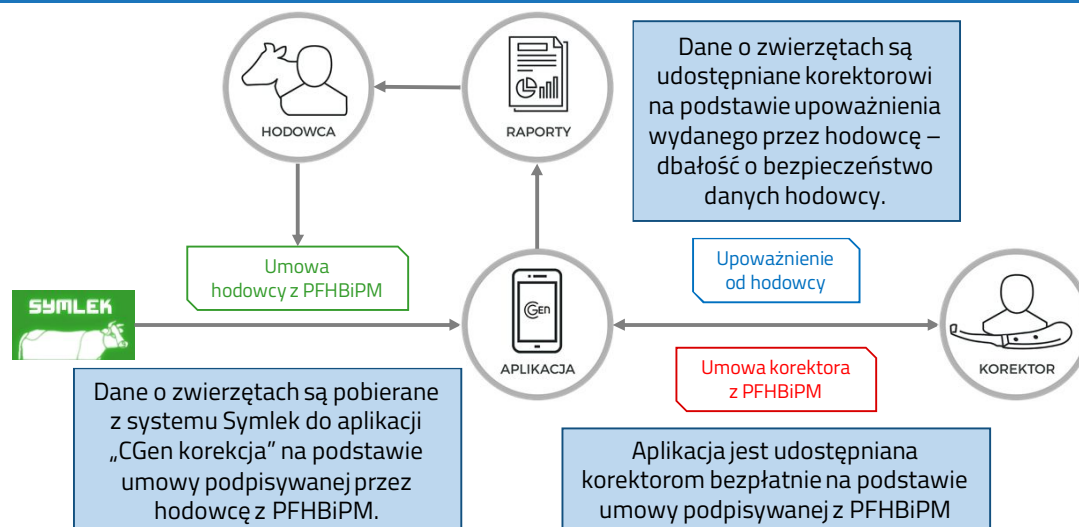 HODOWCA
RAPORTY
Dane o zwierzętach są
udostępniane korektorowi
na podstawie upoważnienia
wydanego przez hodowcę –
dbałość o bezpieczeństwo
danych hodowcy.
Umowa
hodowcy z PFHBiPM
Upoważnienie
od hodowcy
SYMLEK
CGEN
APLIKACJA
KOREKTOR
Umowa korektora
z PFHBiPM
Dane o zwierzętach są pobierane
z systemu Symlek do aplikacji
„CGen korekcja” na podstawie
umowy podpisywanej przez
hodowcę z PFHBiPM.
Aplikacja jest udostępniana
korektorom bezpłatnie na podstawie
umowy podpisywanej z PFHBiPM